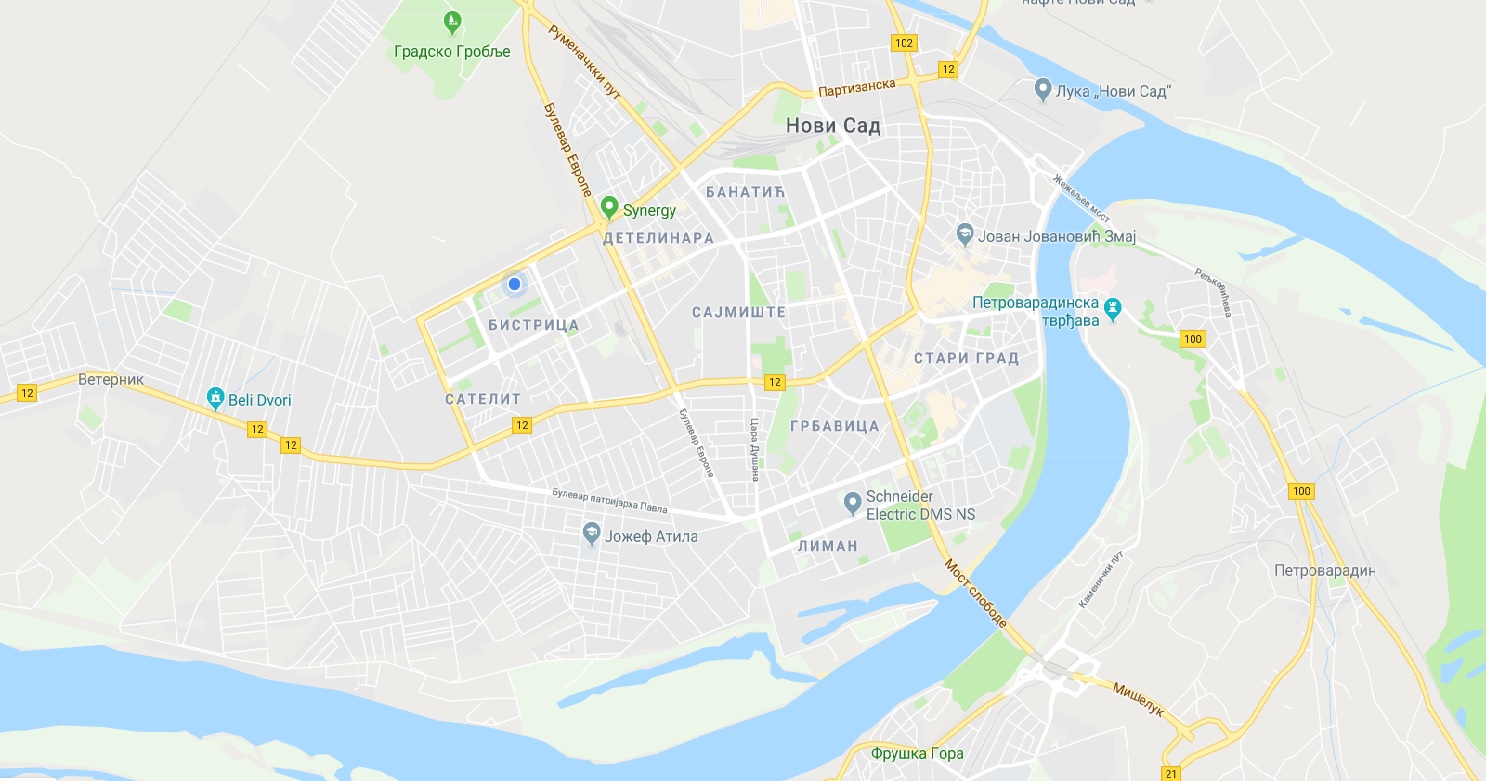 нафте Нови Сад
Градско Гробље
Руменачкки пут
102
12
Партизанска
Лука „Нови Сад“
Булевар Европе
Нови Сад
Жежељев мост
БАНАТИЋ
Synergy
ДЕТЕЛИНАРА
Јован Јовановић Змај
Рељковићева
Петроварадинска
тврђава
БИСТРИЦА
САЈМИШТЕ
100
СТАРИ ГРАД
Ветерник
12
12
Beli Dvori
САТЕЛИТ
12
12
12
Булевар Европе
Цара Душана
ГРБАВИЦА
Булевар патријарха Павла
Schneider
Electric DMS NS
100
Јожеф Атила
ЛИМАН
Мост слободе
Каменички пут
Петроварадин
Мишелук
Фрушка Гора
21